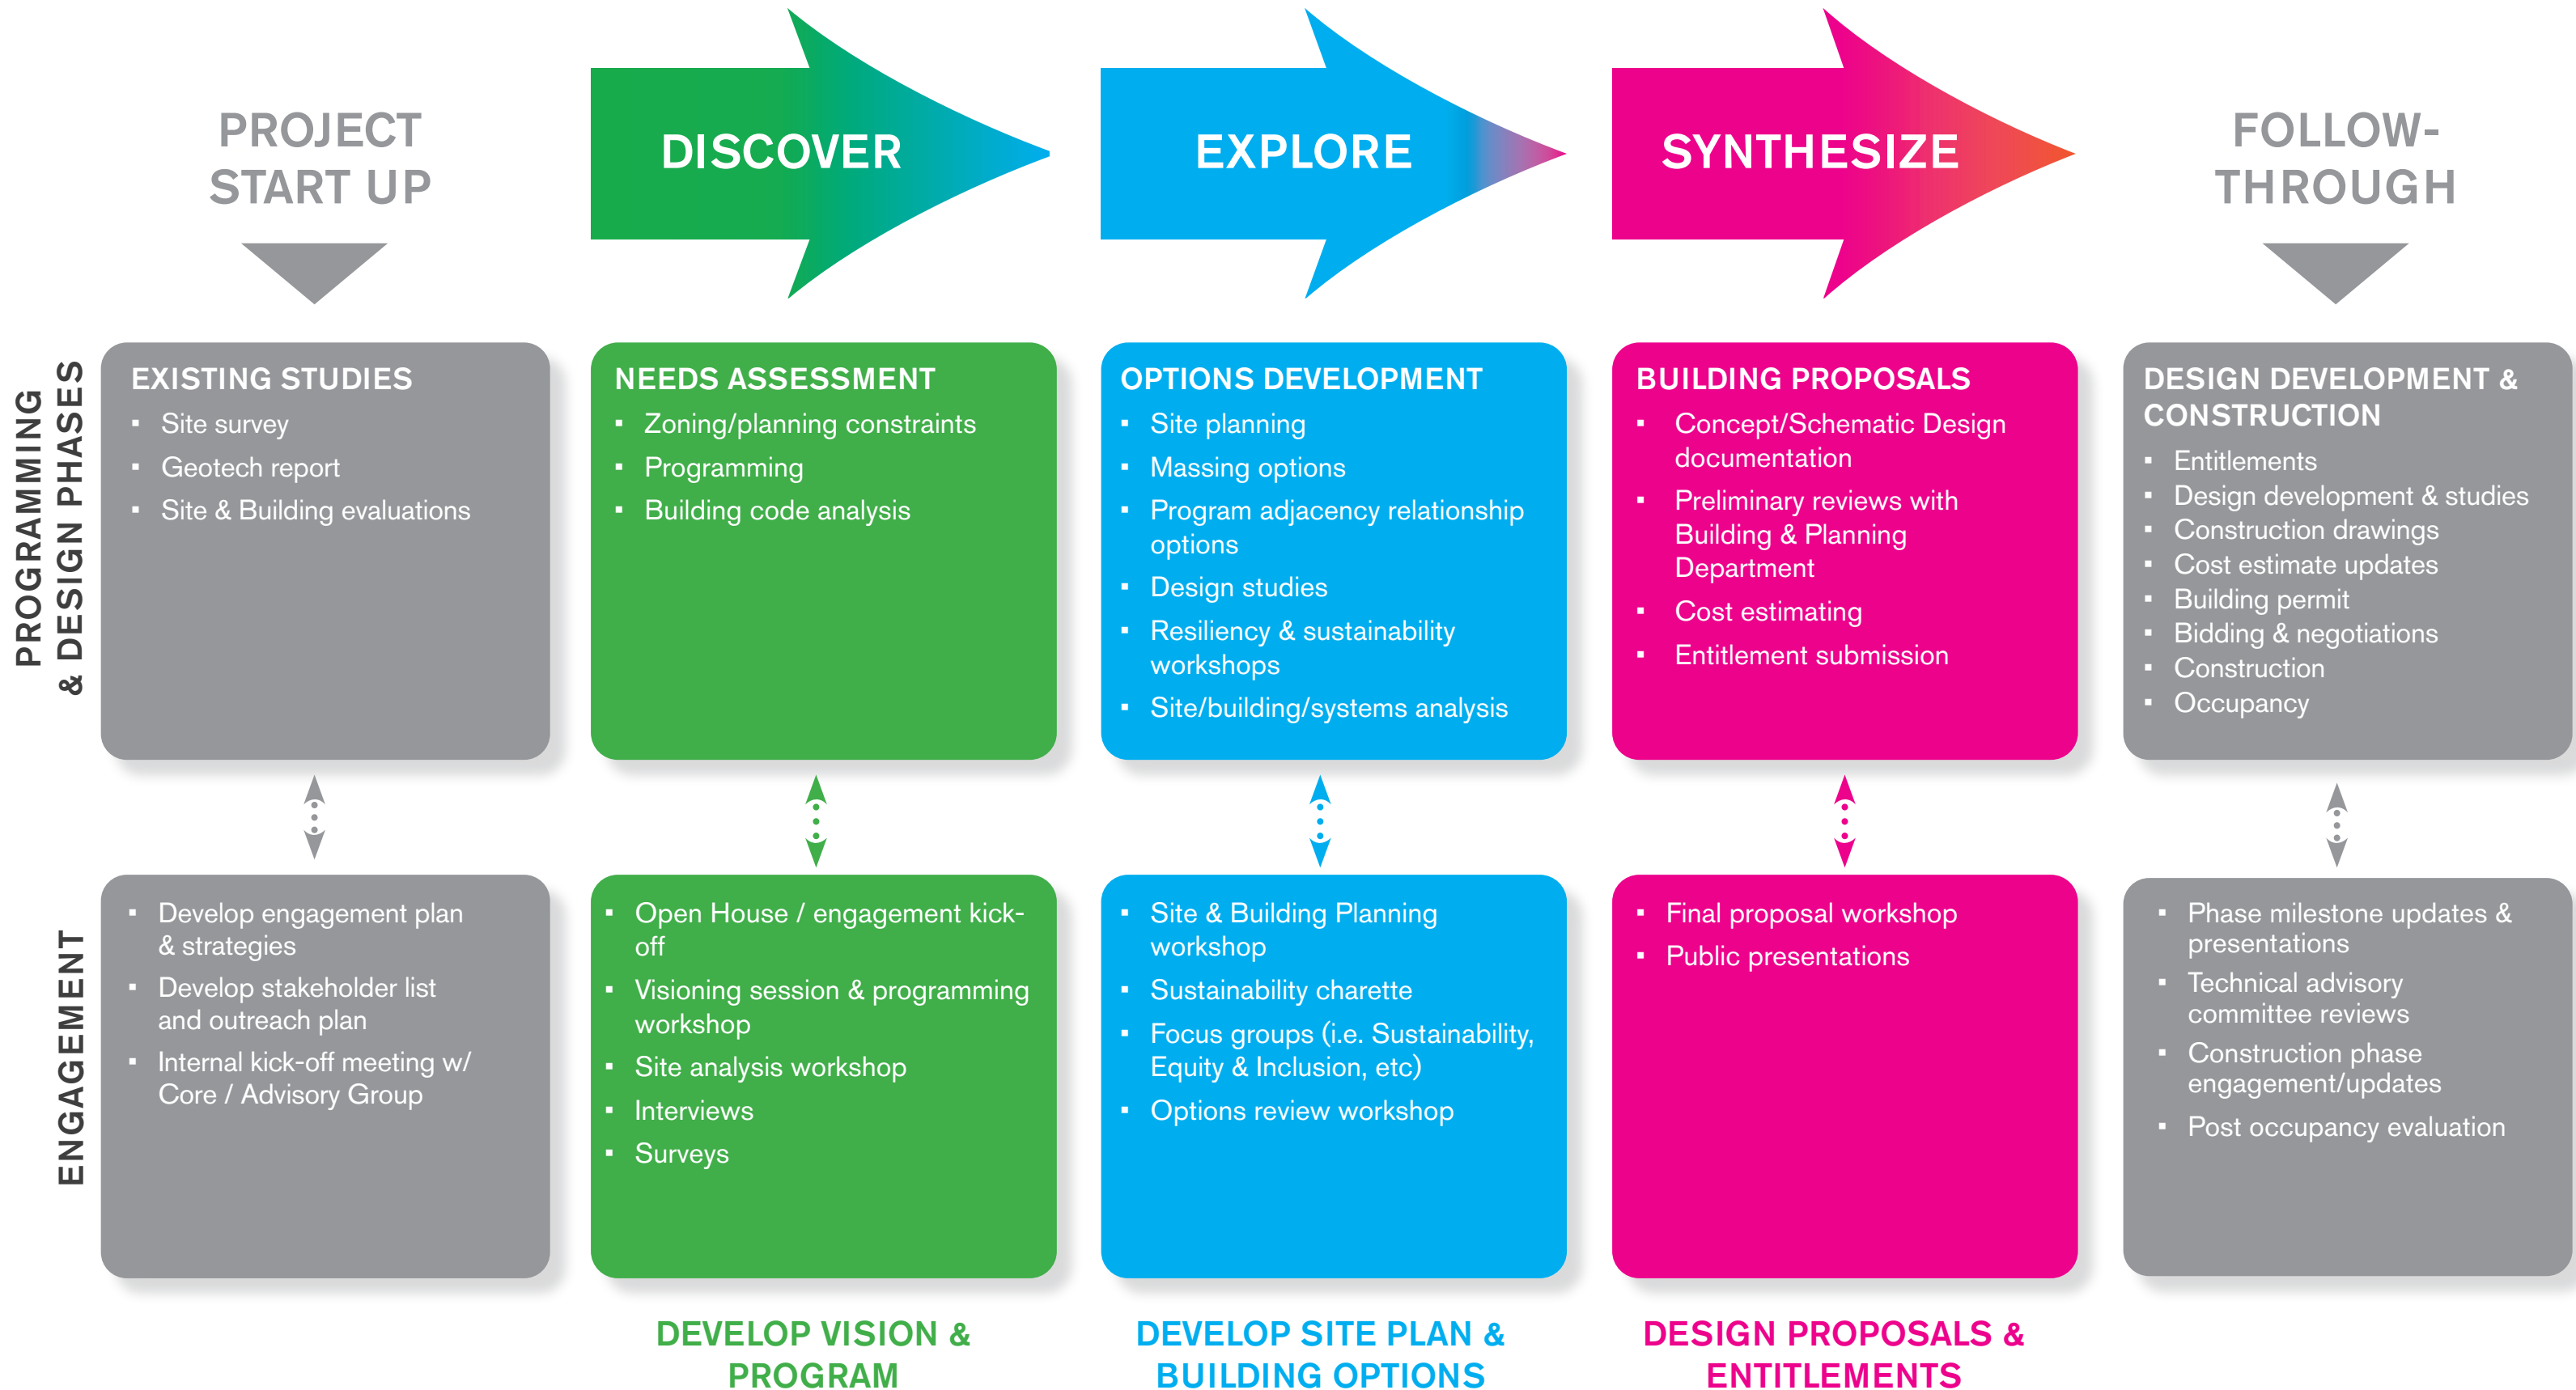 PROJECT
START UP
DISCOVER
EXPLORE
SYNTHESIZE
FOLLOW-
THROUGH
PROGRAMMING
& DESIGN PHASES
EXISTING STUDIES
▪ Site survey
▪ Geotech report
▪ Site & Building evaluations
NEEDS ASSESSMENT
▪ Zoning/planning constraints
▪ Programming
▪ Building code analysis
OPTIONS DEVELOPMENT
▪ Site planning
▪ Massing options
▪ Program adjacency relationship
options
▪ Design studies
▪ Resiliency & sustainability
workshops
▪ Site/building/systems analysis
BUILDING PROPOSALS
▪ Concept/Schematic Design
documentation
▪ Preliminary reviews with
Building & Planning
Department
▪ Cost estimating
▪ Entitlement submission
DESIGN DEVELOPMENT &
CONSTRUCTION
▪ Entitlements
▪ Design development & studies
▪ Construction drawings
▪ Cost estimate updates
▪ Building permit
▪ Bidding & negotiations
▪ Construction
▪ Occupancy
ENGAGEMENT
▪ Develop engagement plan
& strategies
▪ Develop stakeholder list
and outreach plan
▪ Internal kick-off meeting w/
Core / Advisory Group
▪ Open House / engagement kick-
off
▪ Visioning session & programming
workshop
▪ Site analysis workshop
▪ Interviews
▪ Surveys
▪ Site & Building Planning
workshop
▪ Sustainability charette
▪ Focus groups (i.e. Sustainability,
Equity & Inclusion, etc)
▪ Options review workshop
▪ Final proposal workshop
▪ Public presentations
▪ Phase milestone updates &
presentations
▪ Technical advisory
committee reviews
▪ Construction phase
engagement/updates
▪ Post occupancy evaluation
DEVELOP VISION &
PROGRAM
DEVELOP SITE PLAN &
BUILDING OPTIONS
DESIGN PROPOSALS &
ENTITLEMENTS